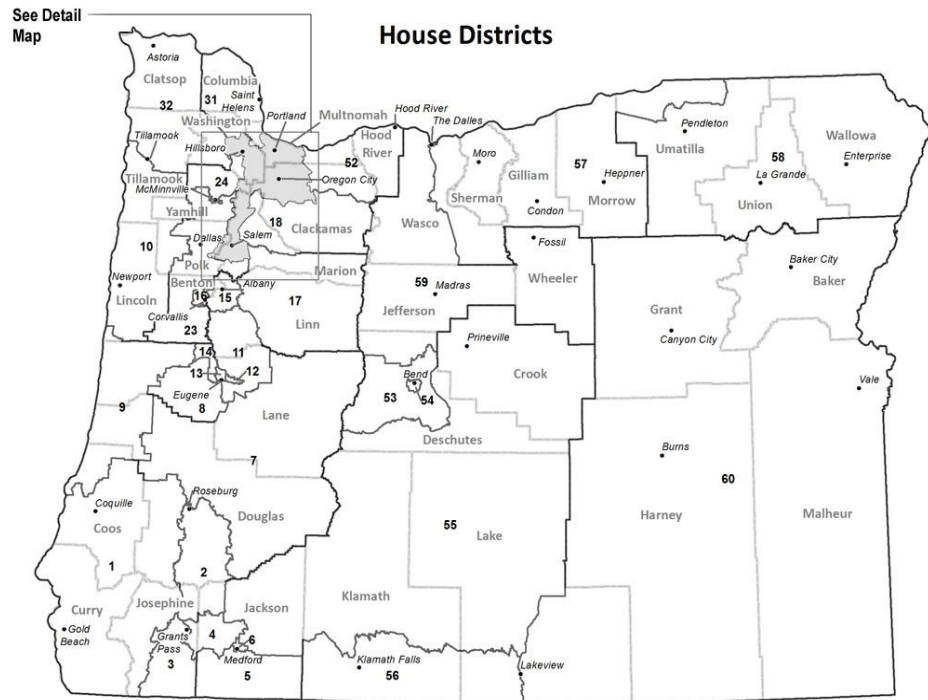 See Detail
Map
House Districts
Astoria
Clatsop
Columbia
32
31
Saint
Helens
Portland
Multnomah
Hood River
The Dalles
Washington
Tillamook
Hillsboro
Hood
River
52
Moro
Sherman
Gilliam
57
Heppner
Morrow
Pendleton
Umatilla
58
La Grande
Union
Wallowa
Enterprise
Tillamook
McMinnville
24
Oregon City
Condon
Yamhill
18
Clackamas
Wasco
Fossil
Wheeler
10
Dallas
Salem
Polk
Marion
Baker City
Baker
Newport
Lincoln
Benton
16
15
Albany
17
Linn
59
Madras
Jefferson
Grant
Canyon City
Corvallis
23
Prineville
Crook
14
11
13
12
Eugene
8
Lane
Bend
53
54
Deschutes
Vale
9
7
Burns
60
Harney
Malheur
Roseburg
Coquille
Coos
Douglas
55
Lake
1
2
Curry
Josephine
Jackson
Klamath
Gold
Beach
Grants
Pass
4
6
3
Medford
5
Klamath Falls
56
Lakeview